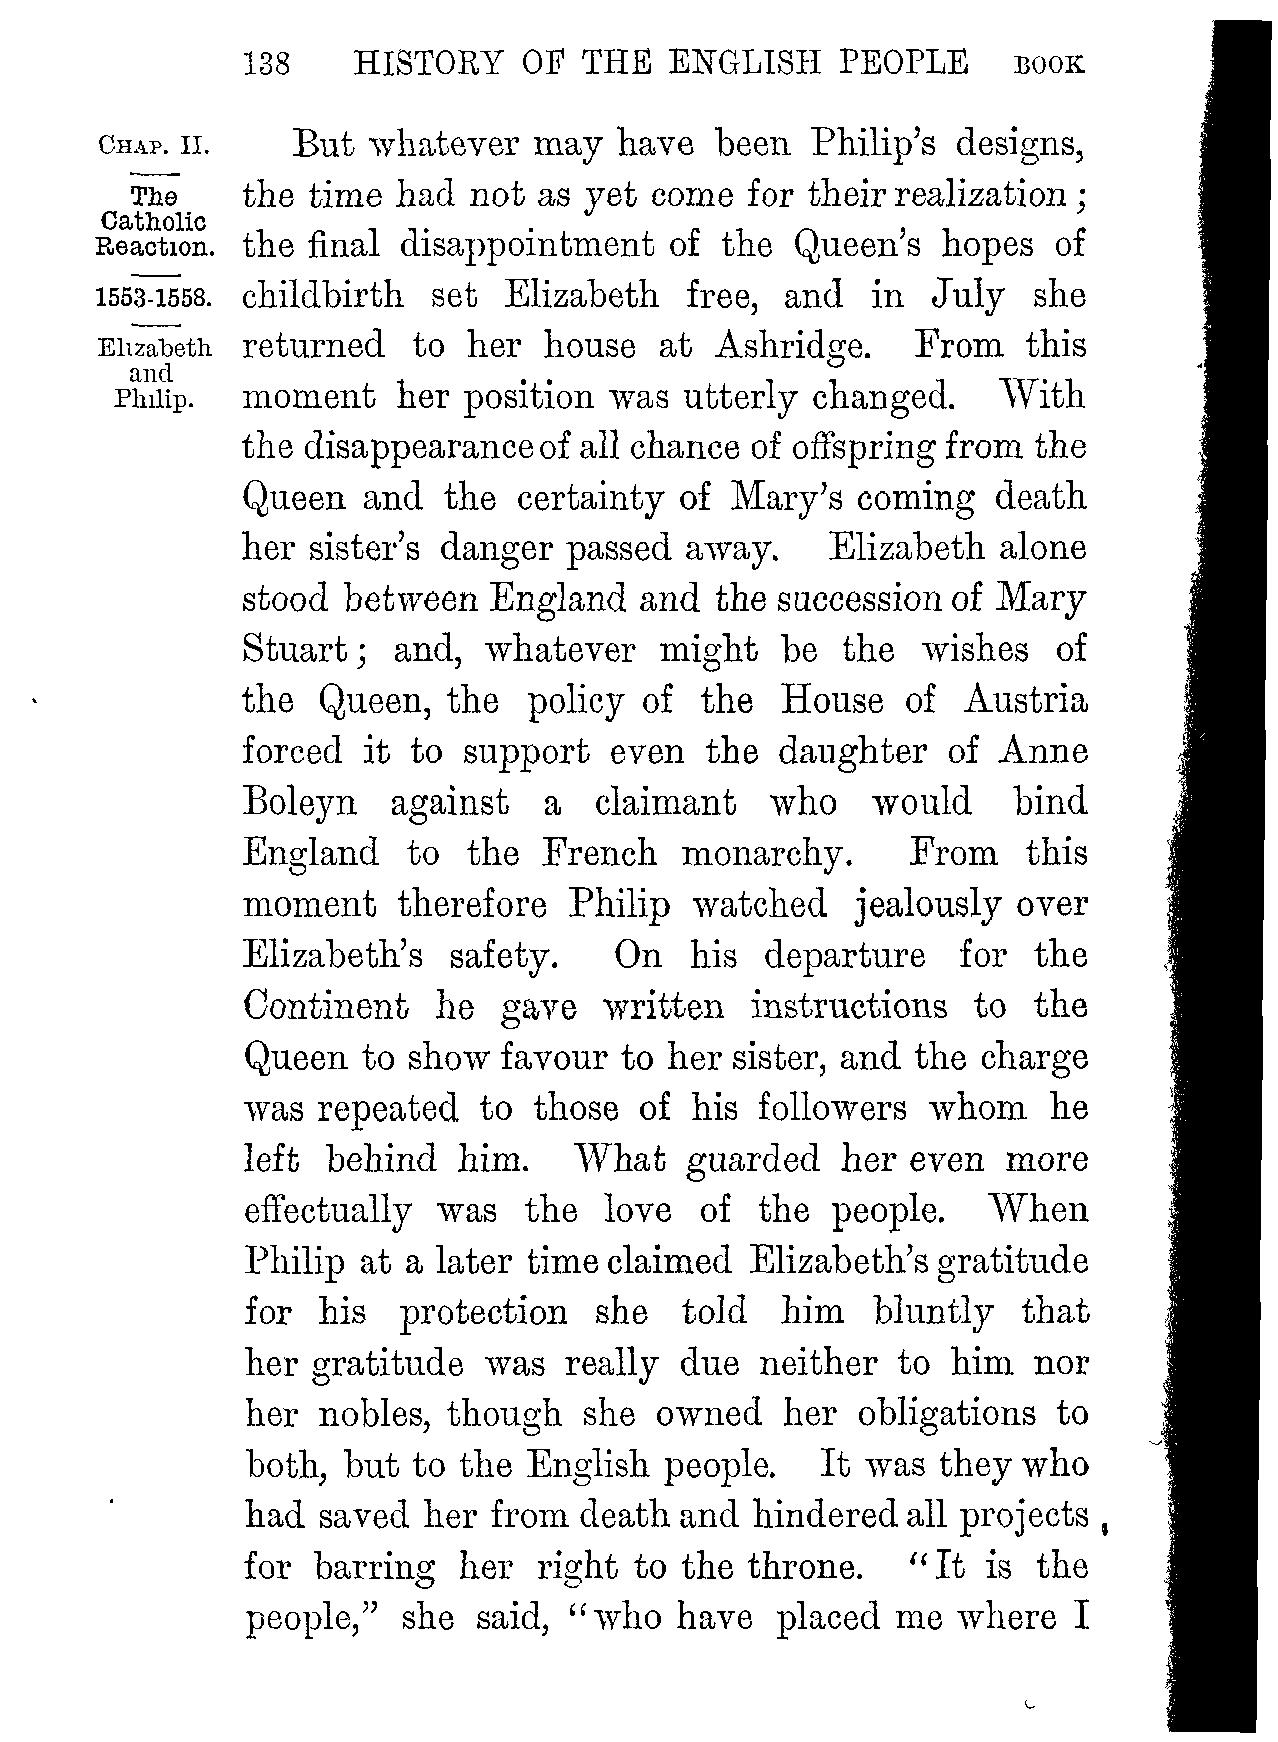 138 HISTORY OF THE ENGLISH PEOPLE BOOK
CHAP. II.
The
Catholic
Reaction.
1553-1558.
Elizabeth
and
Philip.
But whatever may have been Philip's designs,
the time had not as yet come for their realization ;
the final disappointment of the Queen's hopes of
childbirth set Elizabeth free, and in July she
returned to her house at Ashridge. From this
moment her position was utterly changed. With
the disappearance of all chance of offspring from the
Queen and the certainty of Mary's coming death
her sister's danger passed away. Elizabeth alone
stood between England and the succession of Mary
Stuart ; and, whatever might be the wishes of
the Queen, the policy of the House of Austria
forced it to support even the daughter of Anne
Boleyn against a claimant who would bind
England to the French monarchy. From this
moment therefore Philip watched jealously over
Elizabeth's safety. On his departure for the
Continent he gave written instructions to the
Queen to show favour to her sister, and the charge
was repeated to those of his followers whom he
left behind him. What guarded her even more
effectually was the love of the people. When
Philip at a later time claimed Elizabeth's gratitude
for his protection she told him bluntly that
her gratitude was really due neither to him nor
her nobles, though she owned her obligations to
both, but to the English people. It was they who
had saved her from death and hindered all projects
for barring her right to the throne. "It is the
people," she said, "who have placed me where I